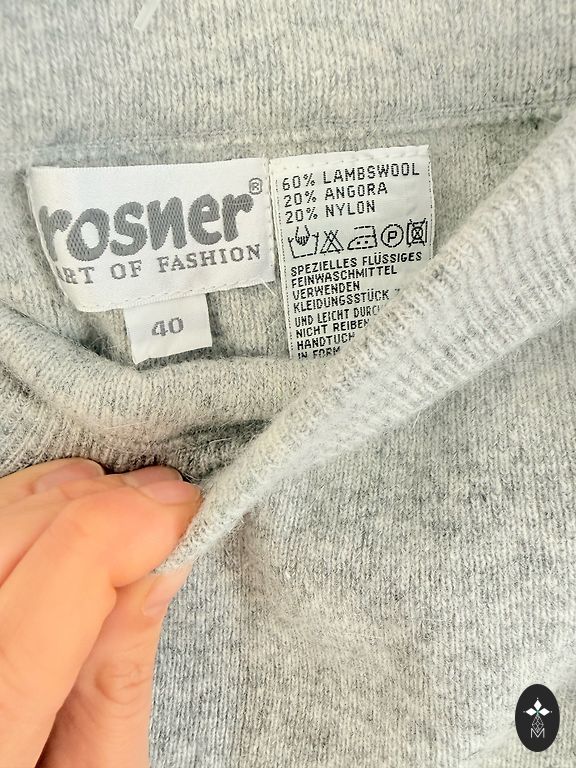 rosner®
ART OF FASHION
40
60% LAMBSWOOL
20% ANGORA
20% NYLON
P
SPEZIELLES FLÜSSIGES
FEINWASCHMITTEL
VERWENDEN
KLEIDUNGSSTÜCK
UND LEICHT
NICHT REIBEN
HANDTUCH
IN
M